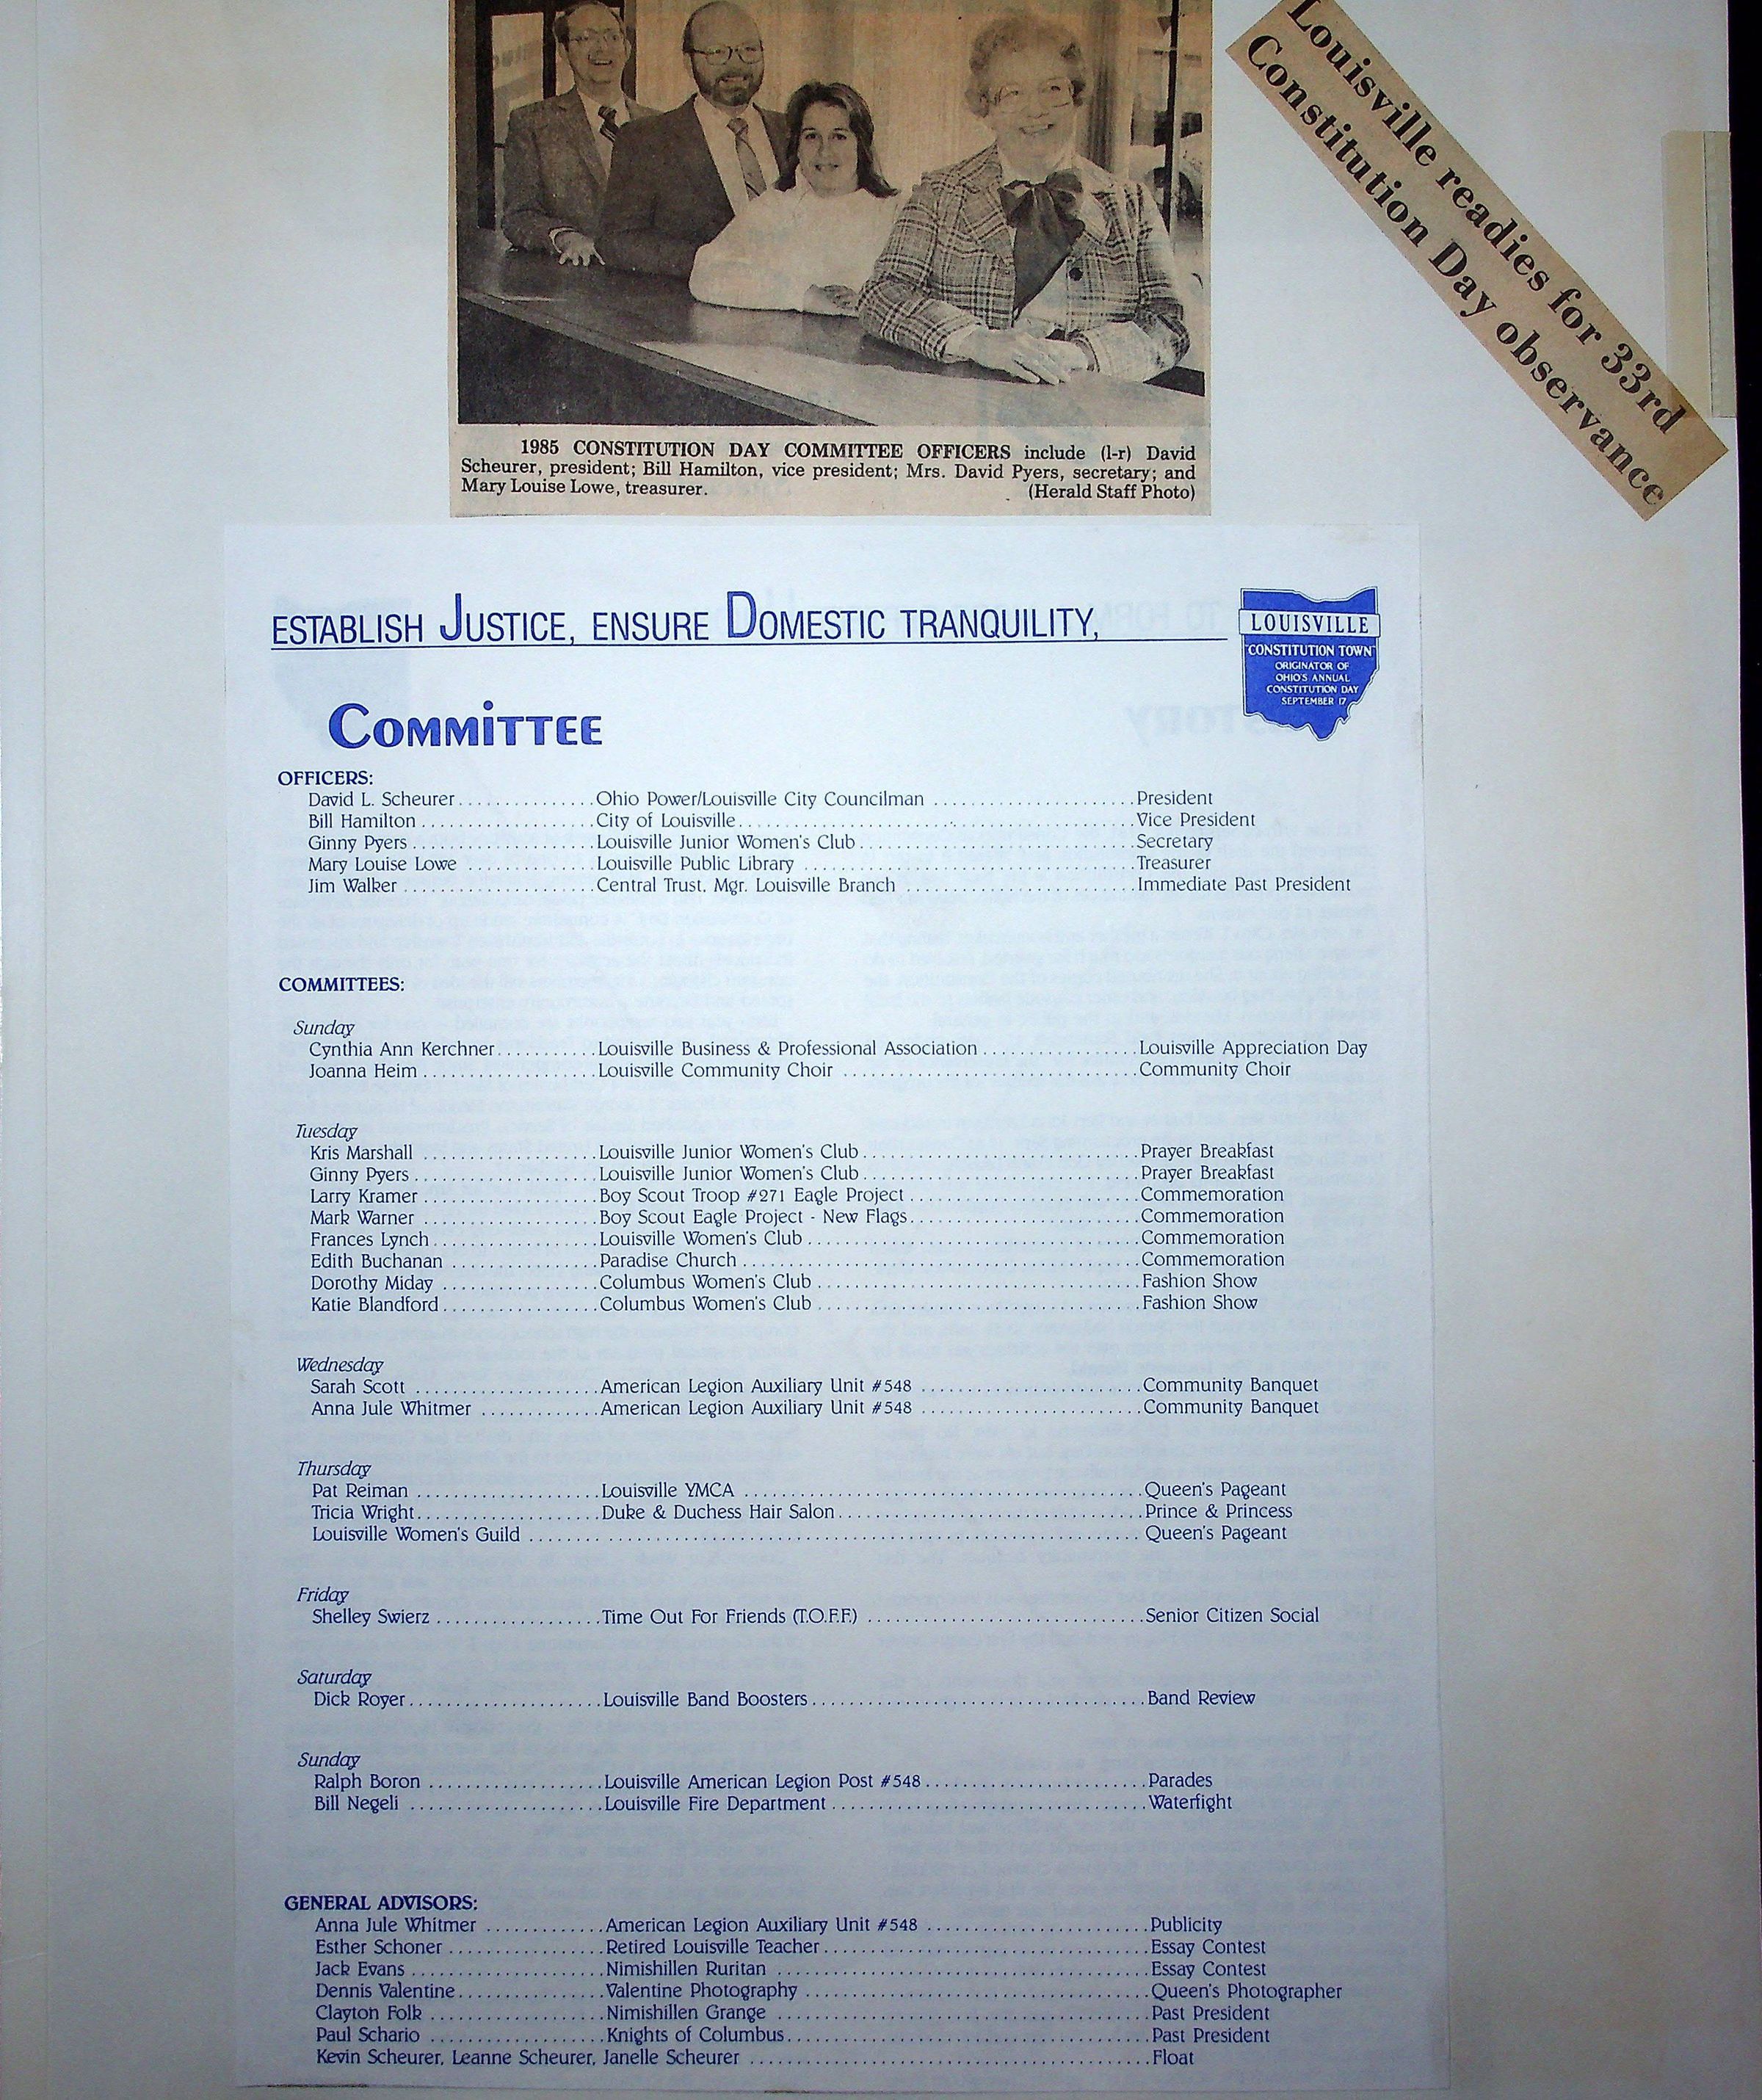 Louisville readies for 33rd
Constitution Day observance
1985 CONSTITUTION DAY COMMITTEE OFFICERS include (l-r) David
Scheurer, president; Bill Hamilton, vice president; Mrs. David Pyers, secretary; and
Mary Louise Lowe, treasurer. (Herald Staff Photo)
ESTABLISH JUSTICE, ENSURE DOMESTIC TRANQUILITY,
LOUISVILLE
"CONSTITUTION TOWN"
ORIGINATOR OF
OHIO'S ANNUAL
CONSTITUTION DAY
SEPTEMBER 17
COMMITTEE
OFFICERS:
David L. Scheurer...............Ohio Power/Louisville City Councilman ......................President
Bill Hamilton...................City of Louisville...........................................Vice President
Ginny Pyers....................Louisville Junior Women's Club..............................Secretary
Mary Louise Lowe ..............Louisville Public Library ....................................Treasurer
Jim Walker.....................Central Trust, Mgr. Louisville Branch .........................Immediate Past President
COMMITTEES:
Sunday
Cynthia Ann Kerchner...........Louisville Business & Professional Association.................Louisville Appreciation Day
Joanna Heim...................Louisville Community Choir ................................Community Choir
Tuesday
Kris Marshall ...................Louisville Junior Women's Club..............................Prayer Breakfast
Ginny Pyers....................Louisville Junior Women's Club..............................Prayer Breakfast
Larry Kramer...................Boy Scout Troop #271 Eagle Project.........................Commemoration
Mark Warner ...................Boy Scout Eagle Project - New Flags.........................Commemoration
Frances Lynch..................Louisville Women's Club....................................Commemoration
Edith Buchanan ................Paradise Church...........................................Commemoration
Dorothy Miday .................Columbus Women's Club...................................Fashion Show
Katie Blandford.................Columbus Women's Club...................................Fashion Show
Wednesday
Sarah Scott ....................American Legion Auxiliary Unit #548 ........................Community Banquet
Anna Jule Whitmer .............American Legion Auxiliary Unit #548 ........................Community Banquet
Thursday
Pat Reiman ....................Louisville YMCA ...........................................Queen's Pageant
Tricia Wright....................Duke & Duchess Hair Salon.................................Prince & Princess
Louisville Women's Guild ..................................................................Queen's Pageant
Friday
Shelley Swierz..................Time Out For Friends (T.O.F.F.) ..............................Senior Citizen Social
Saturday
Dick Royer.....................Louisville Band Boosters....................................Band Review
Sunday
Ralph Boron ...................Louisville American Legion Post #548........................Parades
Bill Negeli .....................Louisville Fire Department..................................Waterfight
GENERAL ADVISORS:
Anna Jule Whitmer .............American Legion Auxiliary Unit #548 ........................Publicity
Esther Schoner.................Retired Louisville Teacher...................................Essay Contest
Jack Evans.....................Nimishillen Ruritan ........................................Essay Contest
Dennis Valentine................Valentine Photography .....................................Queen's Photographer
Clayton Folk ...................Nimishillen Grange .........................................Past President
Paul Schario ...................Knights of Columbus.......................................Past President
Kevin Scheurer, Leanne Scheurer, Janelle Scheurer ...........................................Float